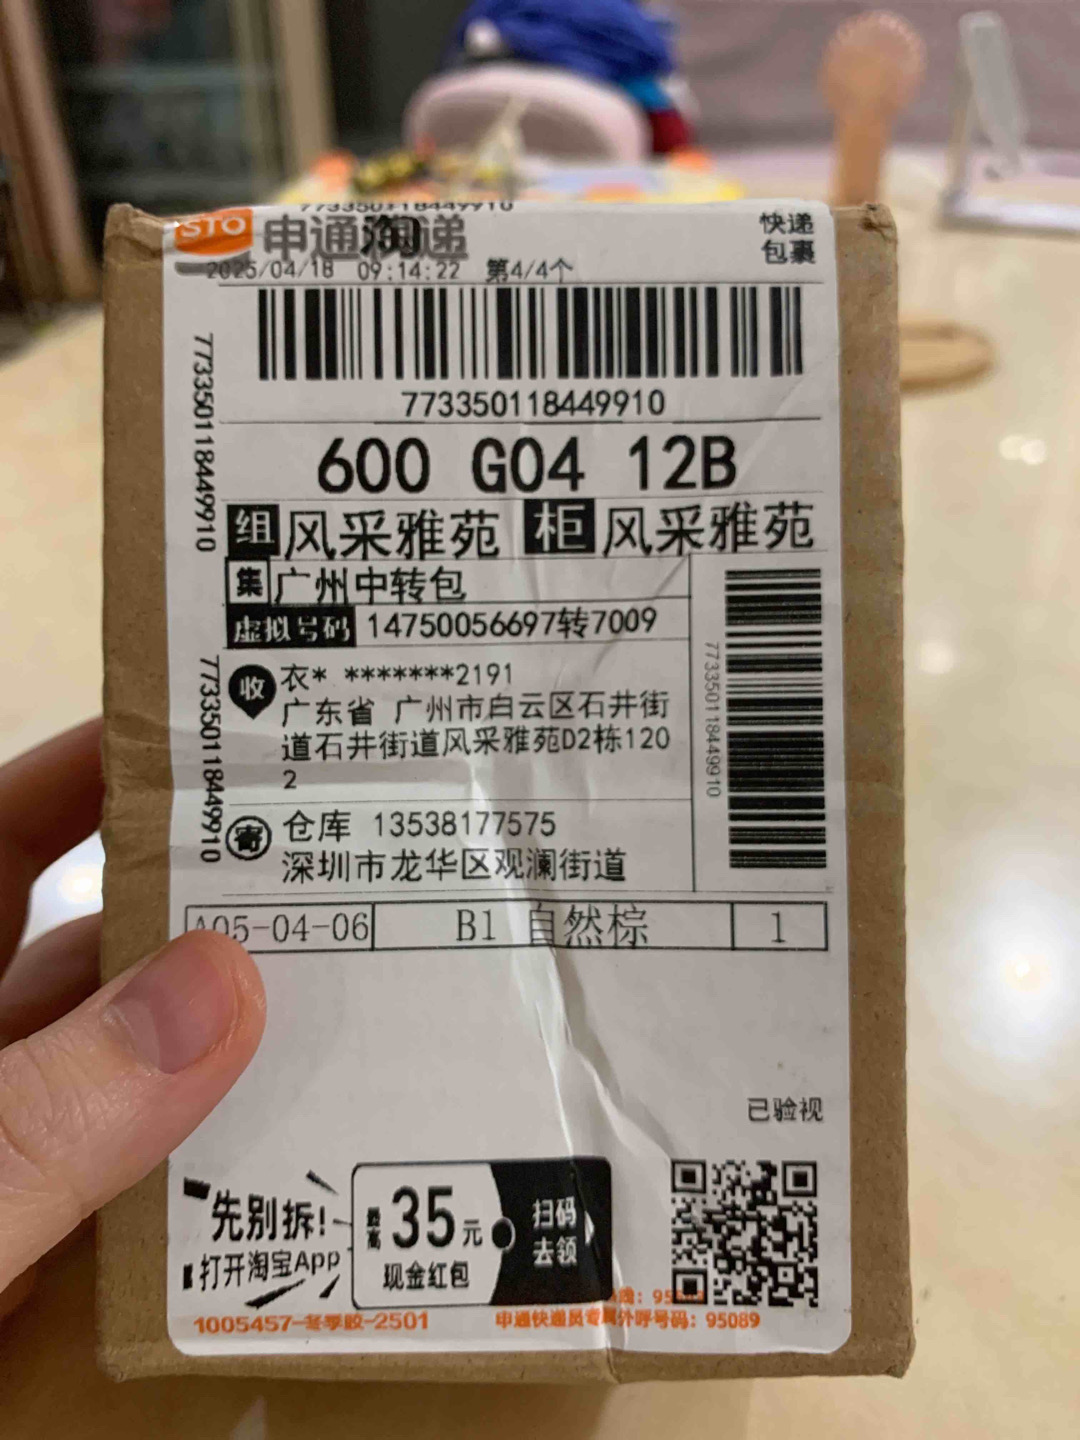 773350118449910
STO 申通快递
快递
包裹
2025/04/18 09:14:22 第4/4个
773350118449910
773350118449910
600 G04 12B
组 风采雅苑 柜 风采雅苑
集 广州中转包
虚拟号码 14750056697转7009
773350118449910
收 衣* *******2191
广东省 广州市白云区石井街
道石井街道风采雅苑D2栋120
2
773350118449910
寄 仓库 13538177575
深圳市龙华区观澜街道
A05-04-06 B1 自然棕 1
已验视
先别拆!
打开淘宝App
最高 35元
现金红包
扫码
去领
1005457-冬季胶-2501
申通快递员专属外呼号码：95089